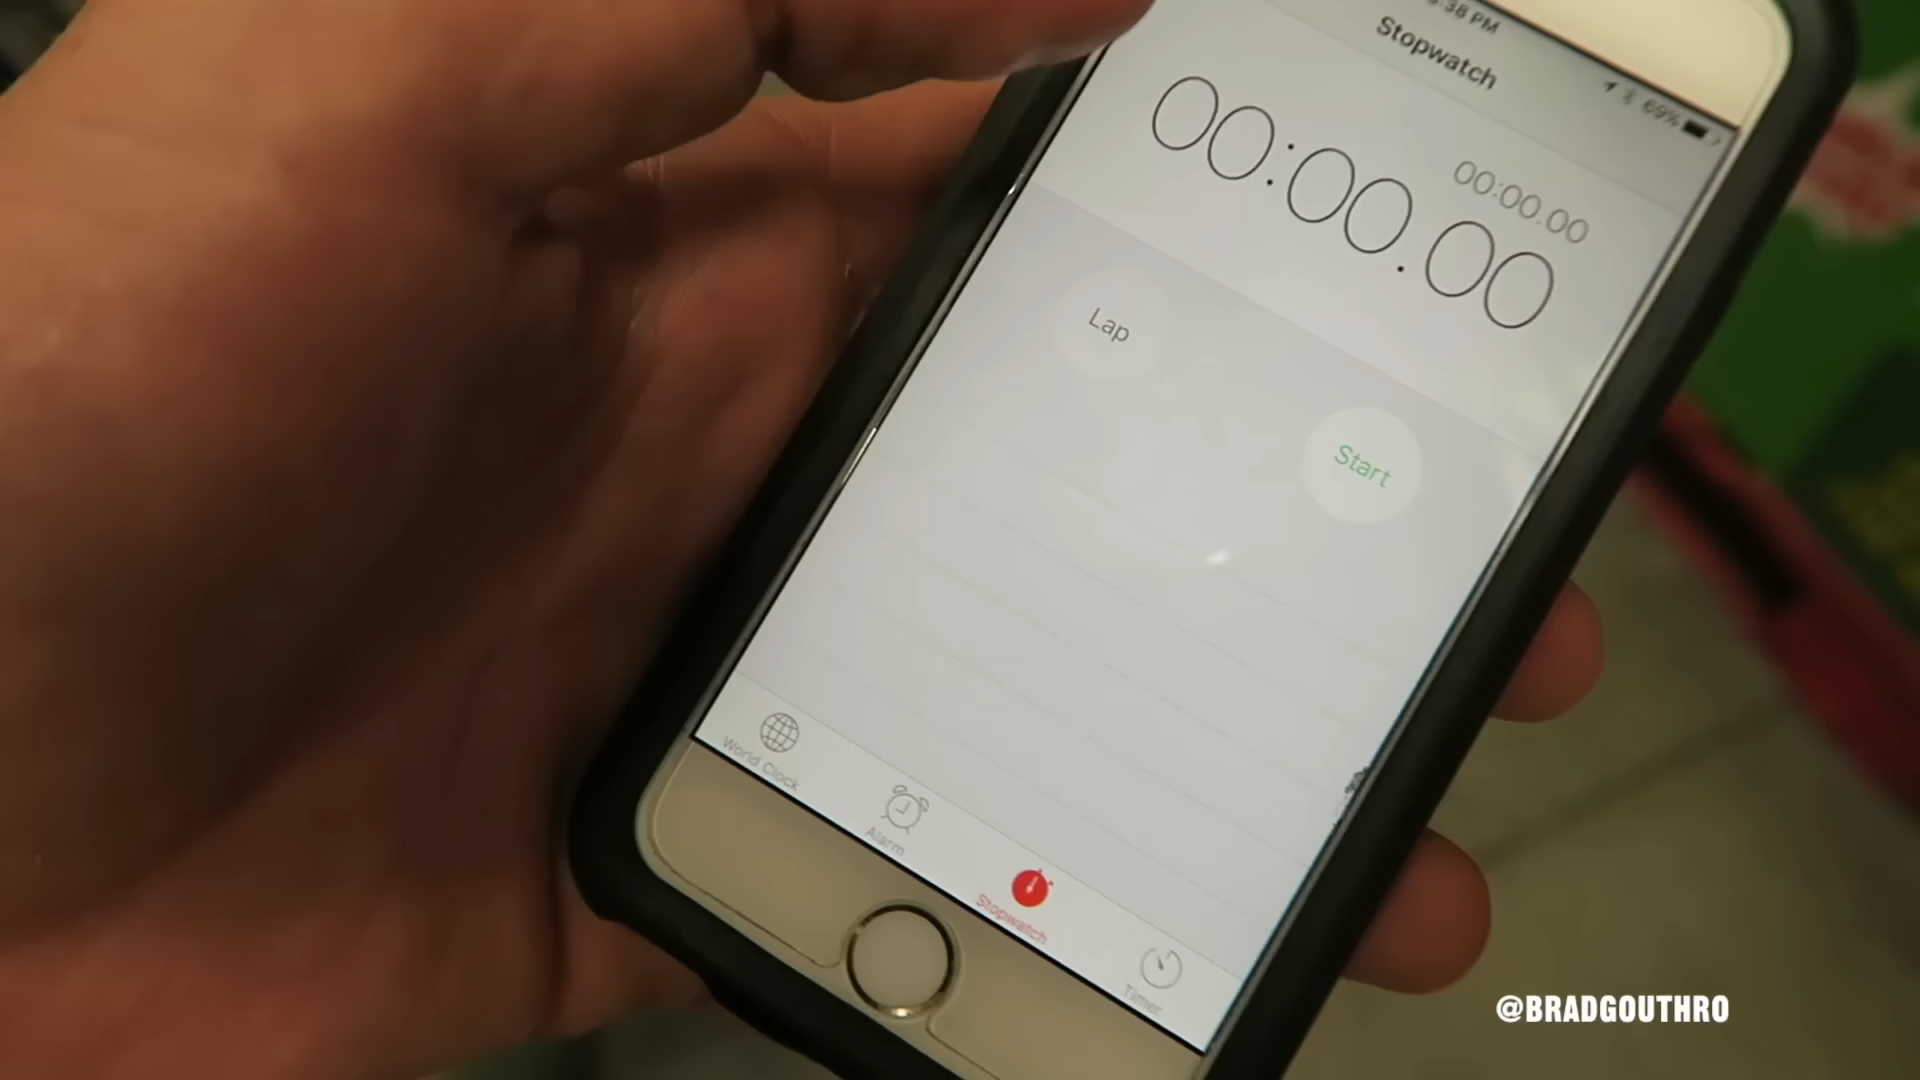 :38 PM
Stopwatch
69%
00:00.00
00:00.00
Lap
Start
World Clock
Alarm
Stopwatch
Timer
@BRADGOUTHRO